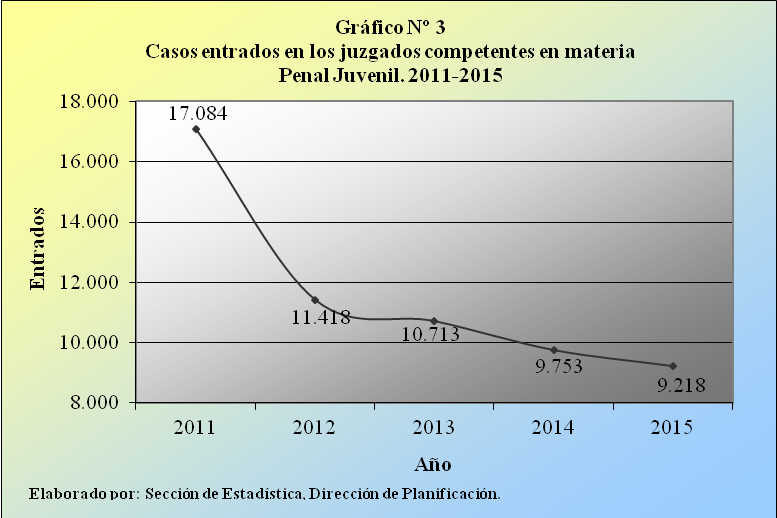 Gráfico Nº 3
Casos entrados en los juzgados competentes en materia
Penal Juvenil. 2011-2015
18.000
16.000
14.000
12.000
10.000
8.000
Entrados
17.084
11.418
10.713
9.753
9.218
2011 2012 2013 2014 2015
Año
Elaborado por: Sección de Estadística, Dirección de Planificación.